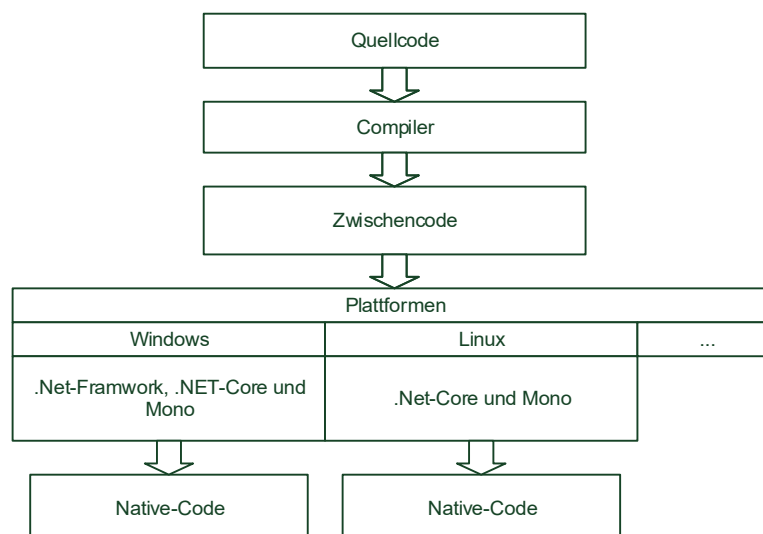 Quellcode
Compiler
Zwischencode
Plattformen
Windows
Linux
...
.Net-Framwork, .NET-Core und
Mono
.Net-Core und Mono
Native-Code
Native-Code